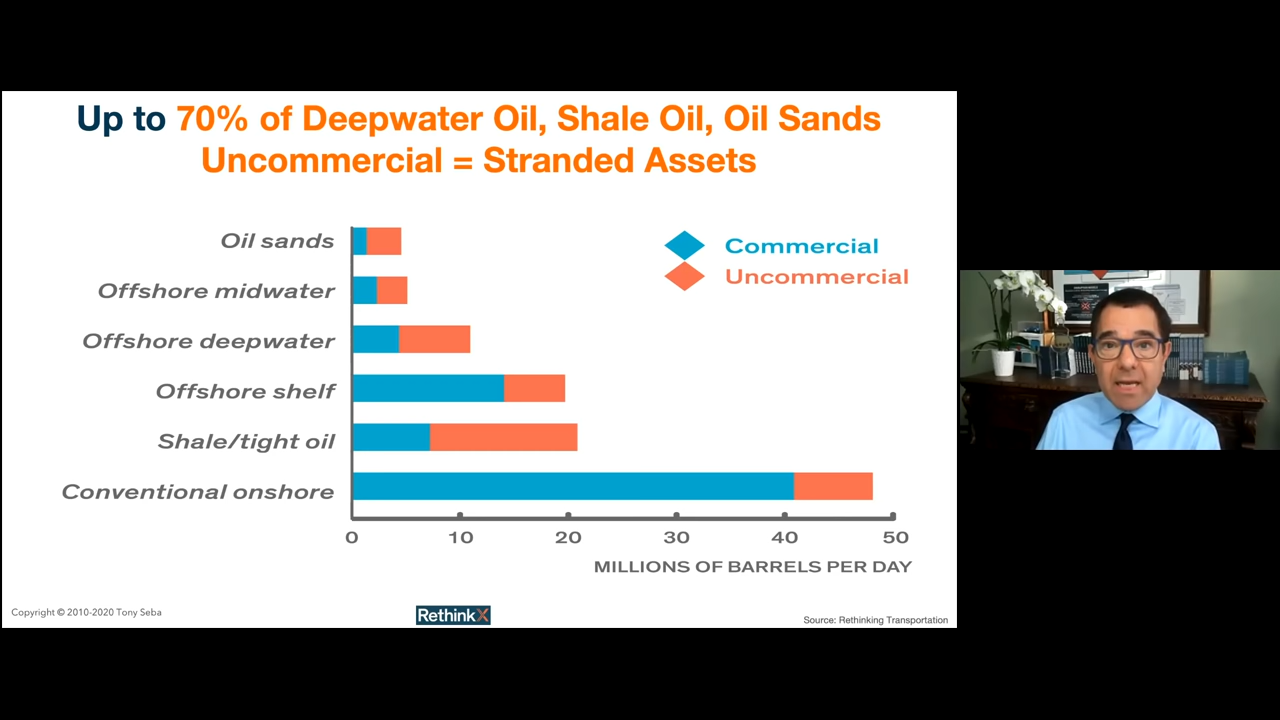 Up to 70% of Deepwater Oil, Shale Oil, Oil Sands
Uncommercial = Stranded Assets
Commercial
Uncommercial
Oil sands
Offshore midwater
Offshore deepwater
Offshore shelf
Shale/tight oil
Conventional onshore
0 10 20 30 40 50
MILLIONS OF BARRELS PER DAY
Copyright © 2010-2020 Tony Seba
RethinkX
Source: Rethinking Transportation